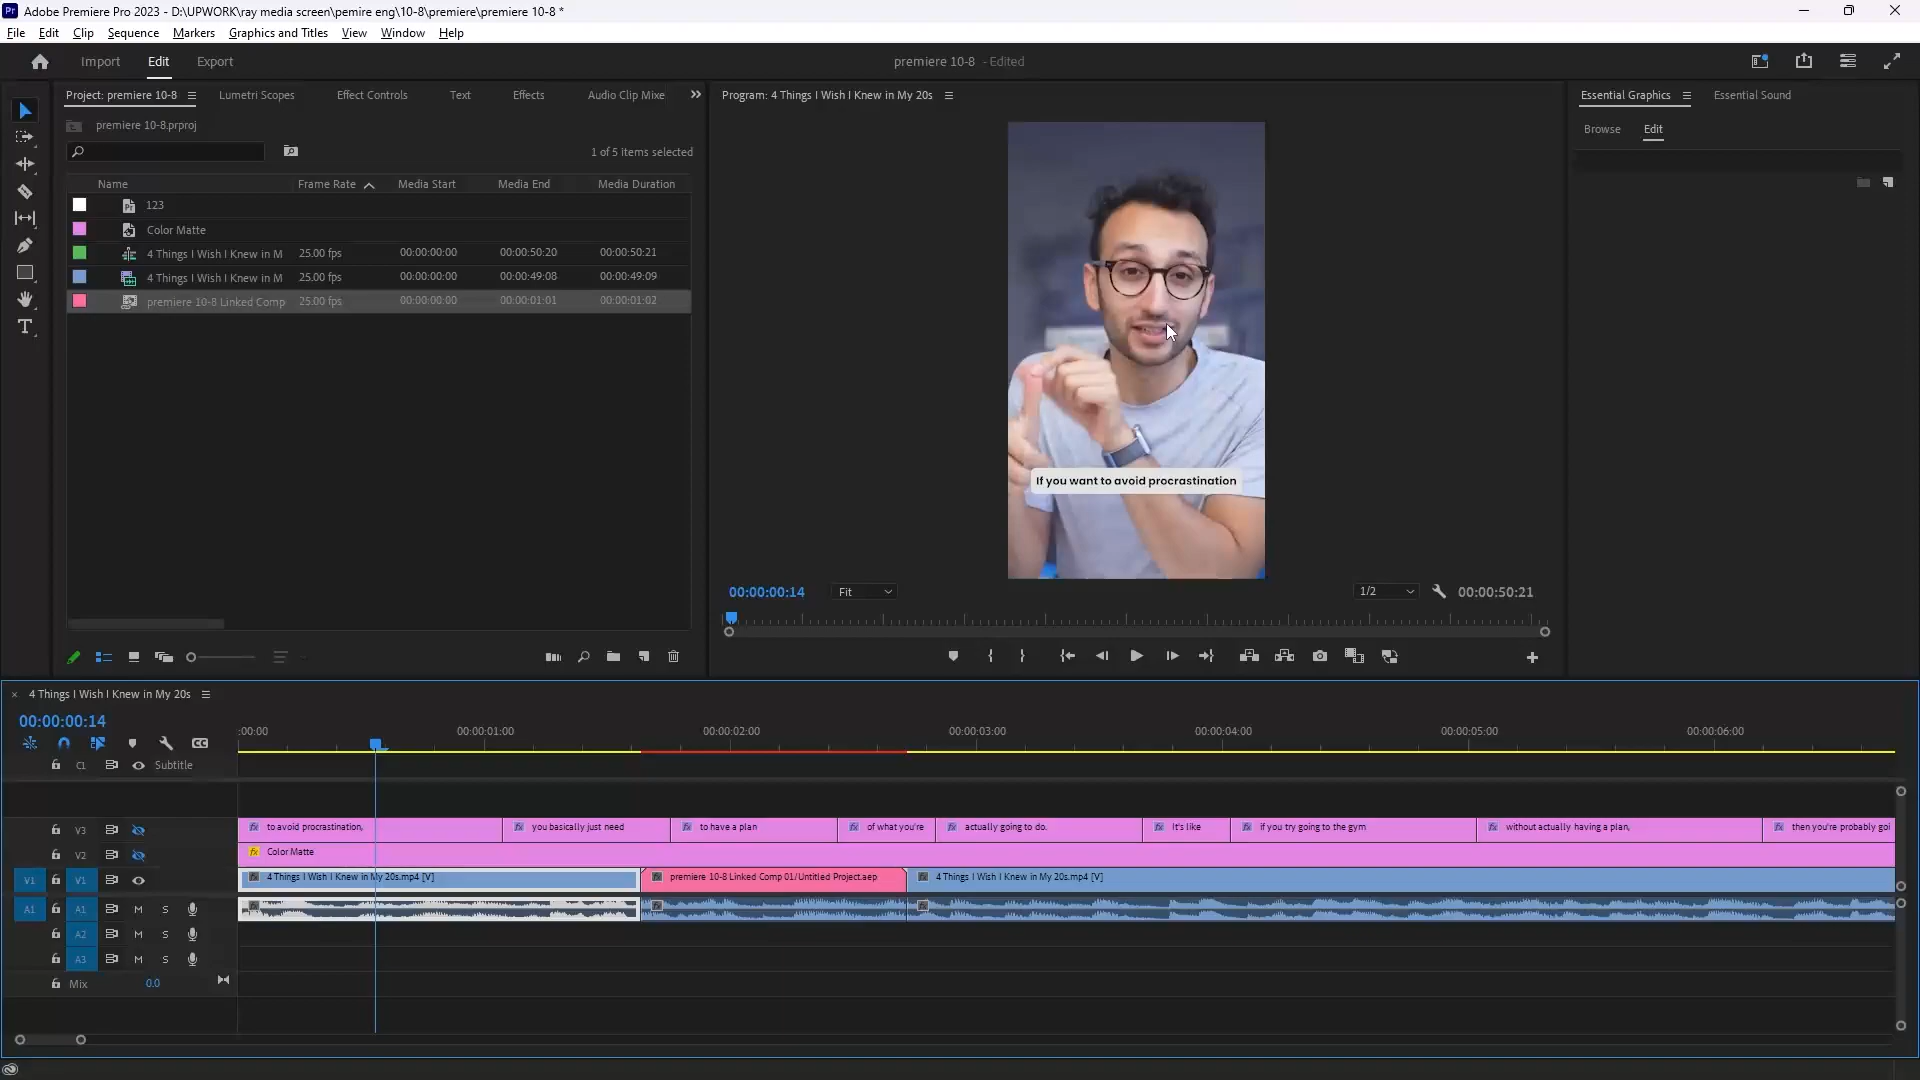 Adobe Premiere Pro 2023 - D:\UPWORK\ray media screen\pemire eng\10-8\premiere\premiere 10-8 *
File Edit Clip Sequence Markers Graphics and Titles View Window Help
Import Edit Export
premiere 10-8 - Edited
Project: premiere 10-8 Lumetri Scopes Effect Controls Text Effects Audio Clip Mixe
premiere 10-8.prproj
1 of 5 items selected
Name Frame Rate Media Start Media End Media Duration
123
Color Matte
4 Things I Wish I Knew in M 25.00 fps 00:00:00:00 00:00:50:20 00:00:50:21
4 Things I Wish I Knew in M 25.00 fps 00:00:00:00 00:00:49:08 00:00:49:09
premiere 10-8 Linked Comp 25.00 fps 00:00:00:00 00:00:01:01 00:00:01:02
Program: 4 Things I Wish I Knew in My 20s
If you want to avoid procrastination
00:00:00:14 Fit 1/2 00:00:50:21
Essential Graphics Essential Sound
Browse Edit
4 Things I Wish I Knew in My 20s
00:00:00:14
:00:00 00:00:01:00 00:00:02:00 00:00:03:00 00:00:04:00 00:00:05:00 00:00:06:00
C1 Subtitle
V3 to avoid procrastination, you basically just need to have a plan of what you're actually going to do. It's like if you try going to the gym without actually having a plan, then you're probably goi
V2 Color Matte
V1 V1 4 Things I Wish I Knew in My 20s.mp4 [V] premiere 10-8 Linked Comp 01/Untitled Project.aep 4 Things I Wish I Knew in My 20s.mp4 [V]
A1 A1 M S
A2 M S
A3 M S
Mix 0.0